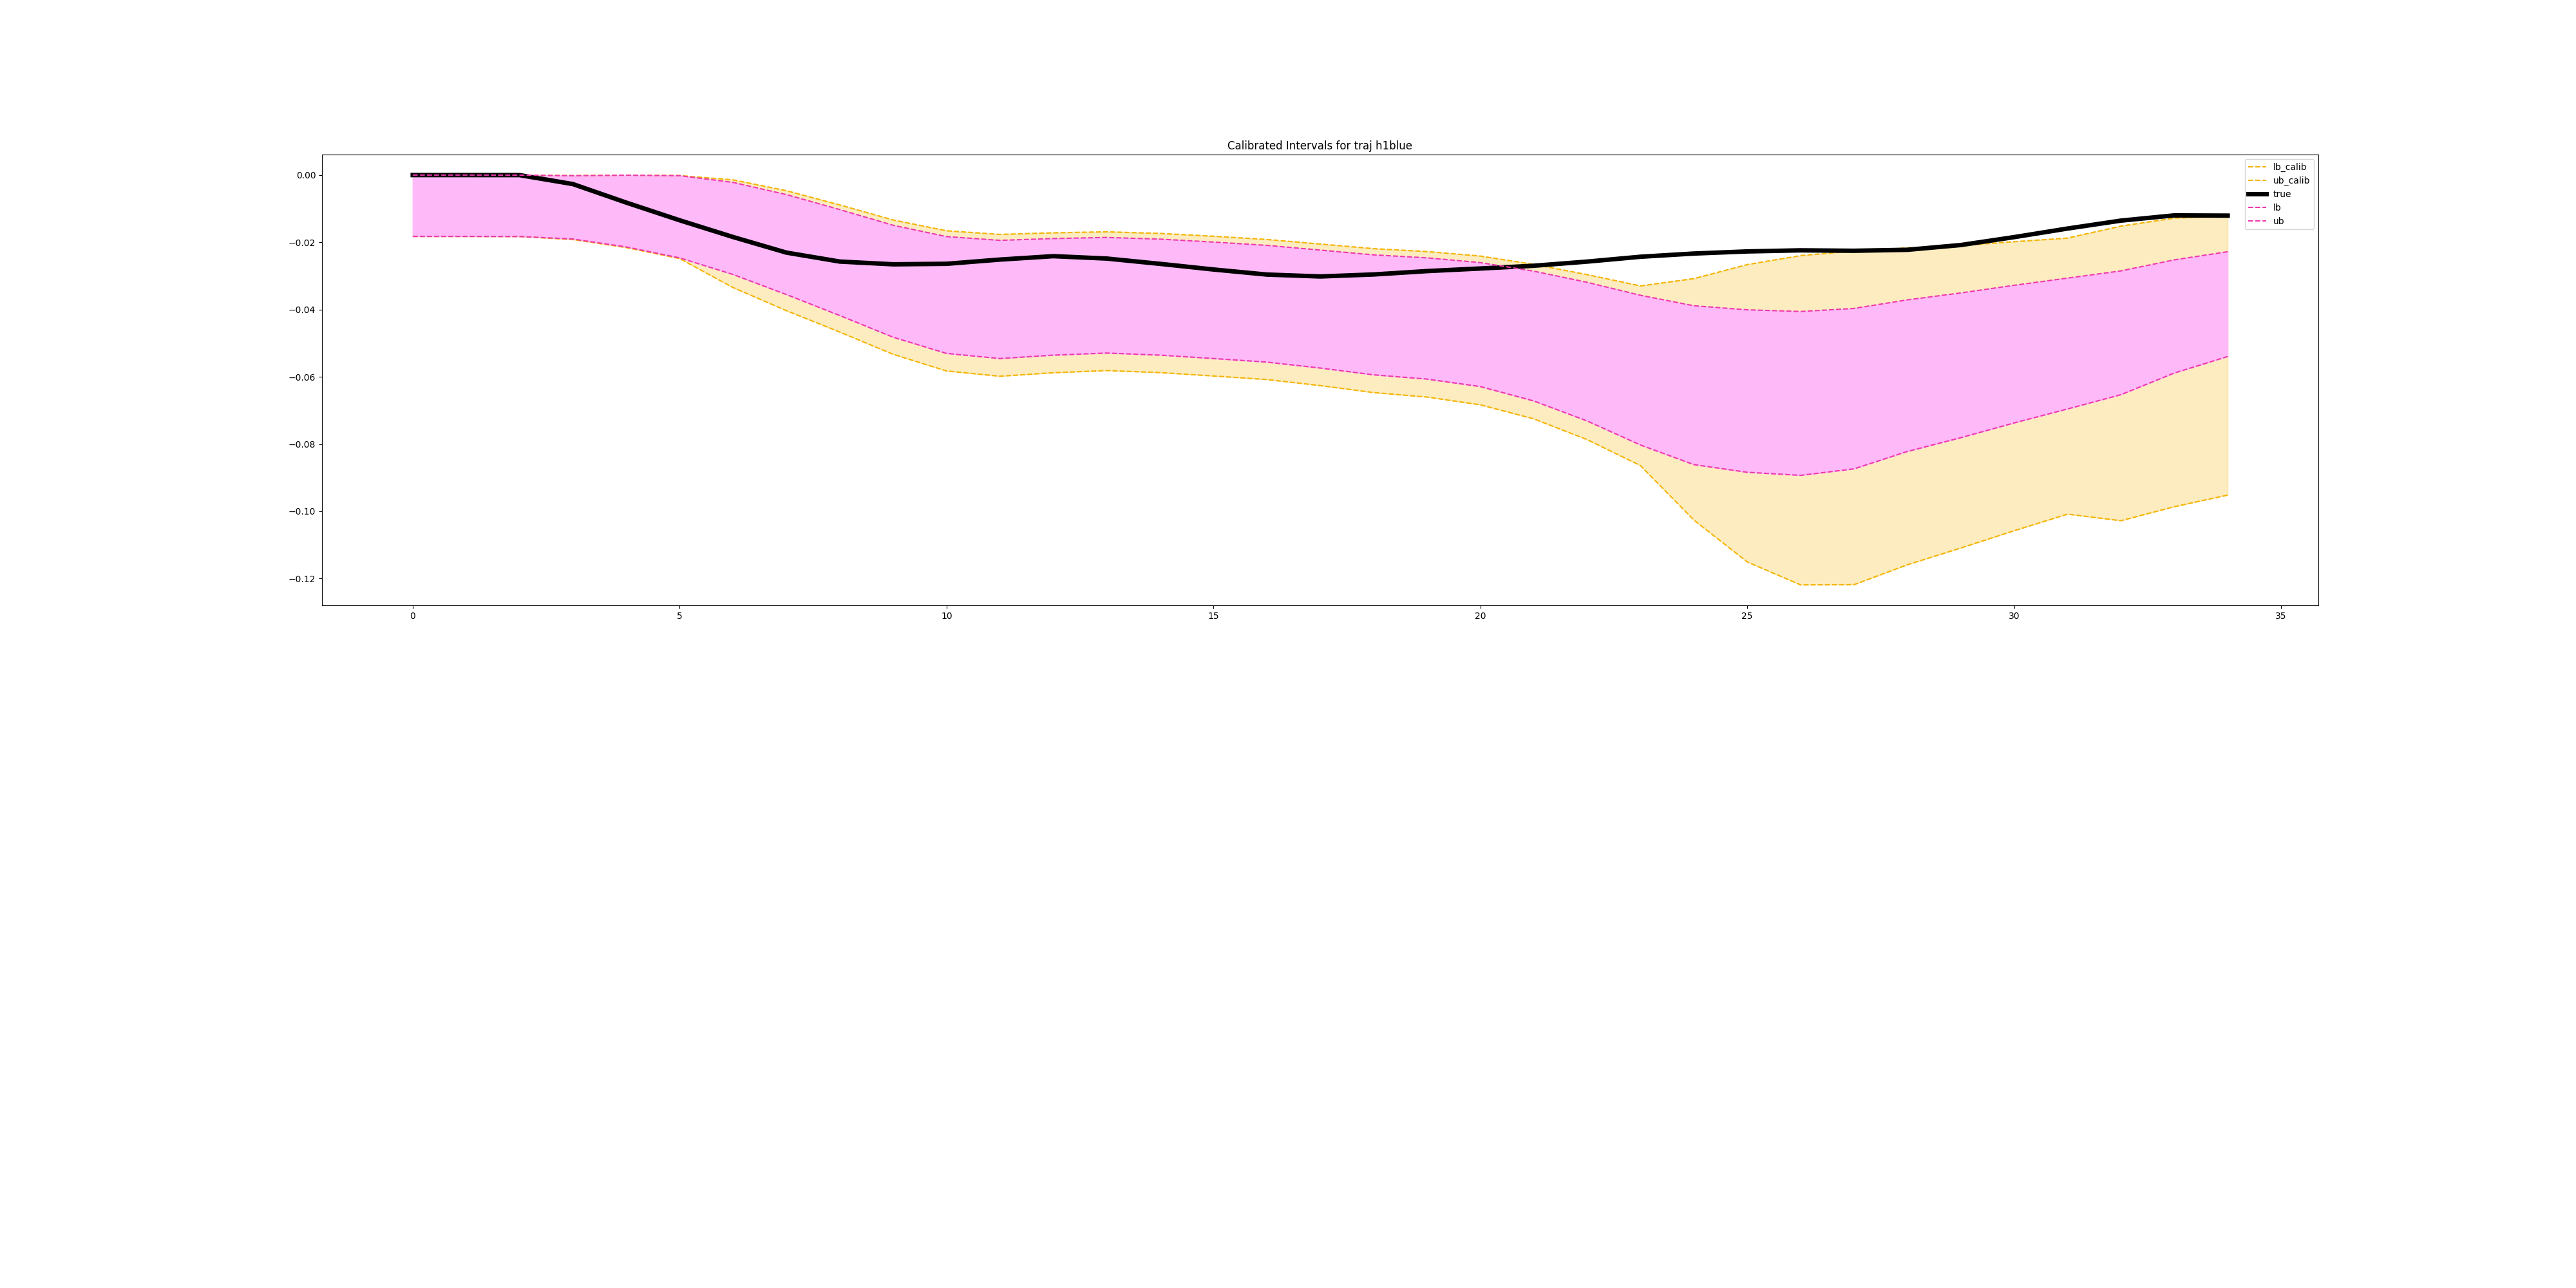 Calibrated Intervals for traj h1blue
0.00
−0.02
−0.04
−0.06
−0.08
−0.10
−0.12
0 5 10 15 20 25 30 35
lb_calib
ub_calib
true
lb
ub